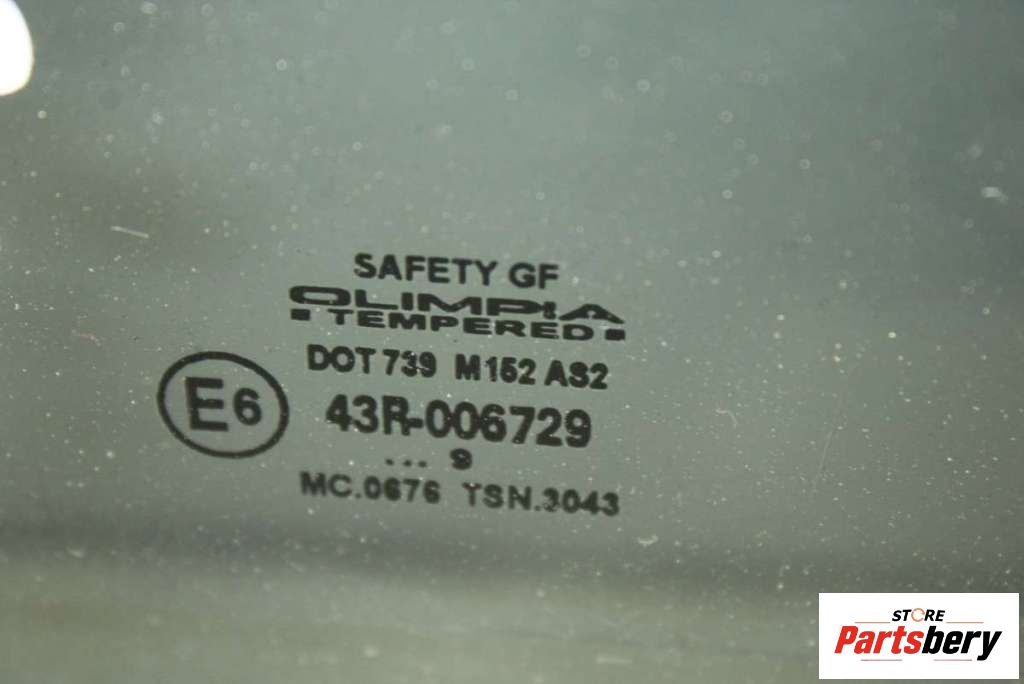 SAFETY GF
OLIMPIA
TEMPERED
DOT 739 M152 AS2
E6
43R-006729
... 9
MC.0676 TSN.3043
STORE
Partsbery